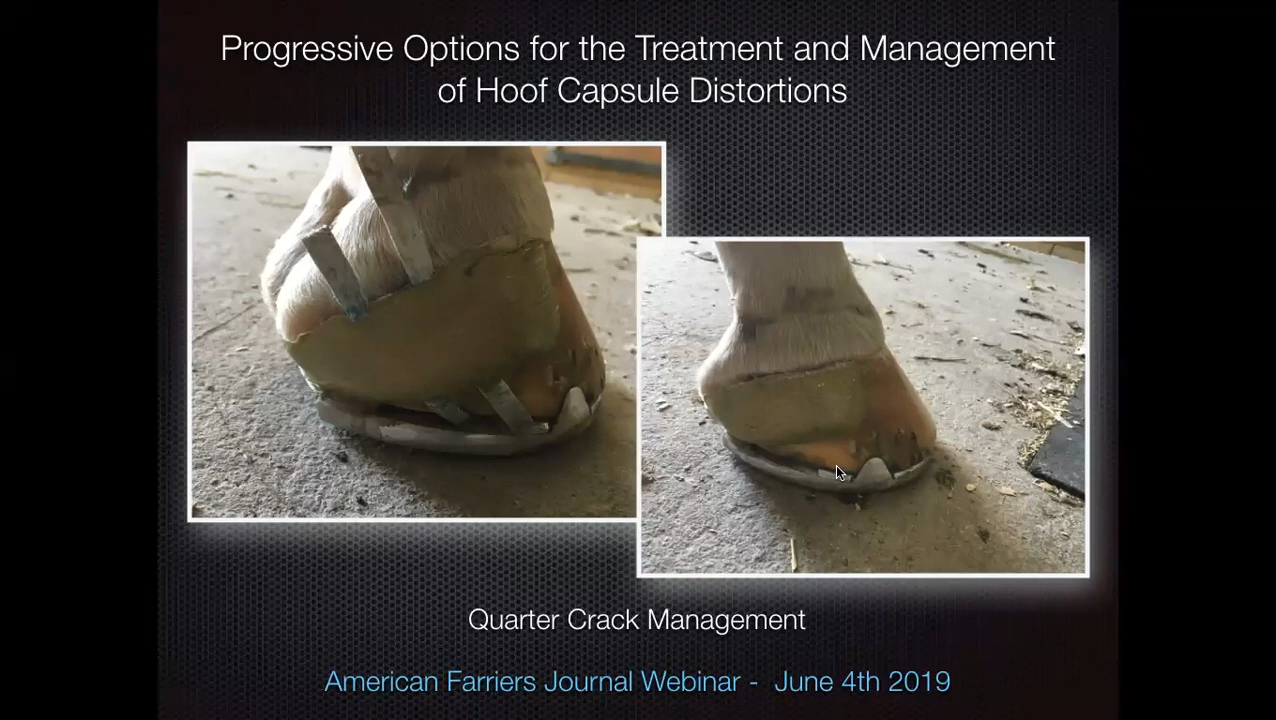 Progressive Options for the Treatment and Management
of Hoof Capsule Distortions
Quarter Crack Management
American Farriers Journal Webinar - June 4th 2019